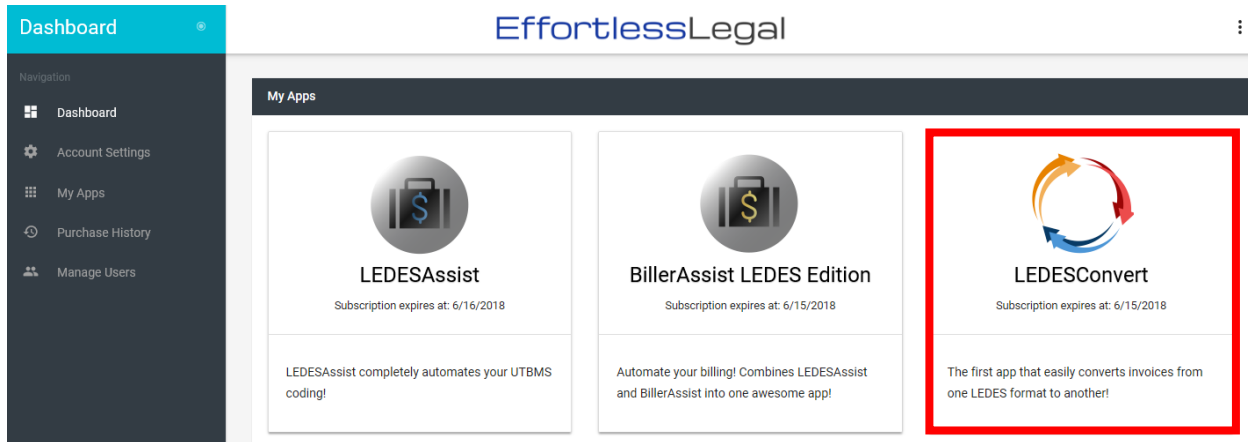 Dashboard
EffortlessLegal
Navigation
Dashboard
Account Settings
My Apps
Purchase History
Manage Users
My Apps
$
LEDESAssist
Subscription expires at: 6/16/2018
LEDESAssist completely automates your UTBMS
coding!
$
BillerAssist LEDES Edition
Subscription expires at: 6/15/2018
Automate your billing! Combines LEDESAssist
and BillerAssist into one awesome app!
LEDESConvert
Subscription expires at: 6/15/2018
The first app that easily converts invoices from
one LEDES format to another!